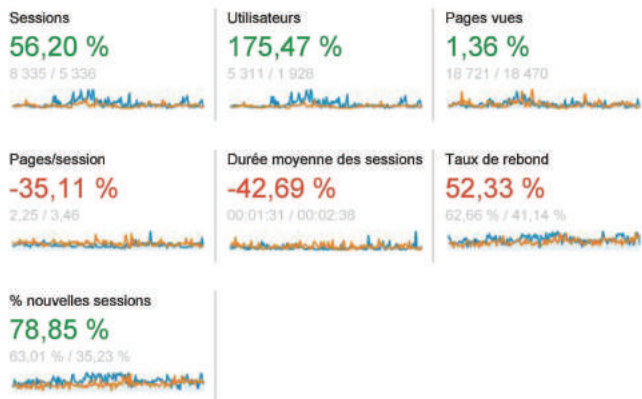 Sessions
56,20 %
8 335 / 5 336
Utilisateurs
175,47 %
5 311 / 1 928
Pages vues
1,36 %
18 721 / 18 470
Pages/session
-35,11 %
2,25 / 3,46
Durée moyenne des sessions
-42,69 %
00:01:31 / 00:02:38
Taux de rebond
52,33 %
62,66 % / 41,14 %
% nouvelles sessions
78,85 %
63,01 % / 35,23 %